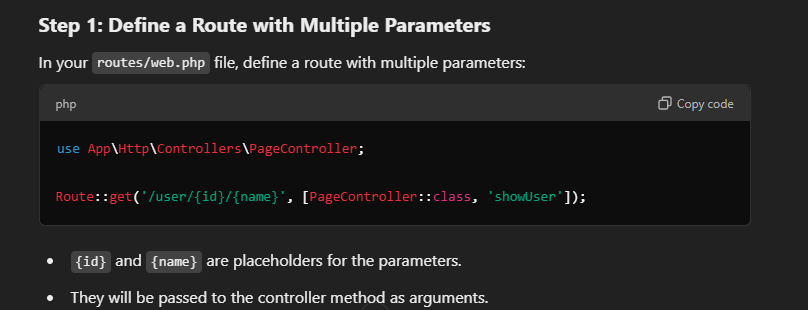 Step 1: Define a Route with Multiple Parameters
In your routes/web.php file, define a route with multiple parameters:
php
Copy code
use App\Http\Controllers\PageController;
Route::get('/user/{id}/{name}', [PageController::class, 'showUser']);
{id} and {name} are placeholders for the parameters.
They will be passed to the controller method as arguments.